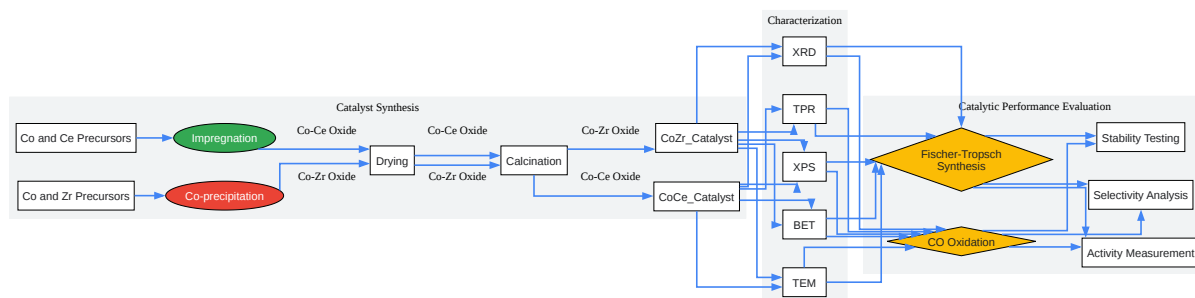 Characterization
XRD
Catalyst Synthesis
TPR
Catalytic Performance Evaluation
Co and Ce Precursors
Impregnation
Co-Ce Oxide
Co-Ce Oxide
Co-Zr Oxide
CoZr_Catalyst
Stability Testing
Drying
Calcination
XPS
Fischer-Tropsch
Synthesis
Co-Zr Oxide
Co-Zr Oxide
Co-Ce Oxide
Co and Zr Precursors
Co-precipitation
CoCe_Catalyst
Selectivity Analysis
BET
CO Oxidation
Activity Measurement
TEM